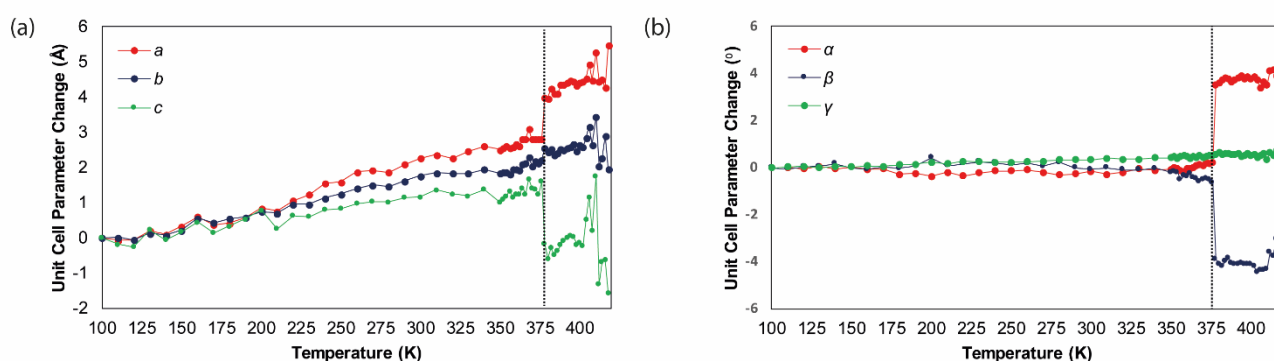 (a)
Unit Cell Parameter Change (Å)
6
5
4
3
2
1
0
-1
-2
a
b
c
100 125 150 175 200 225 250 275 300 325 350 375 400
Temperature (K)
(b)
Unit Cell Parameter Change (°)
6
4
2
0
-2
-4
-6
α
β
γ
100 125 150 175 200 225 250 275 300 325 350 375 400
Temperature (K)